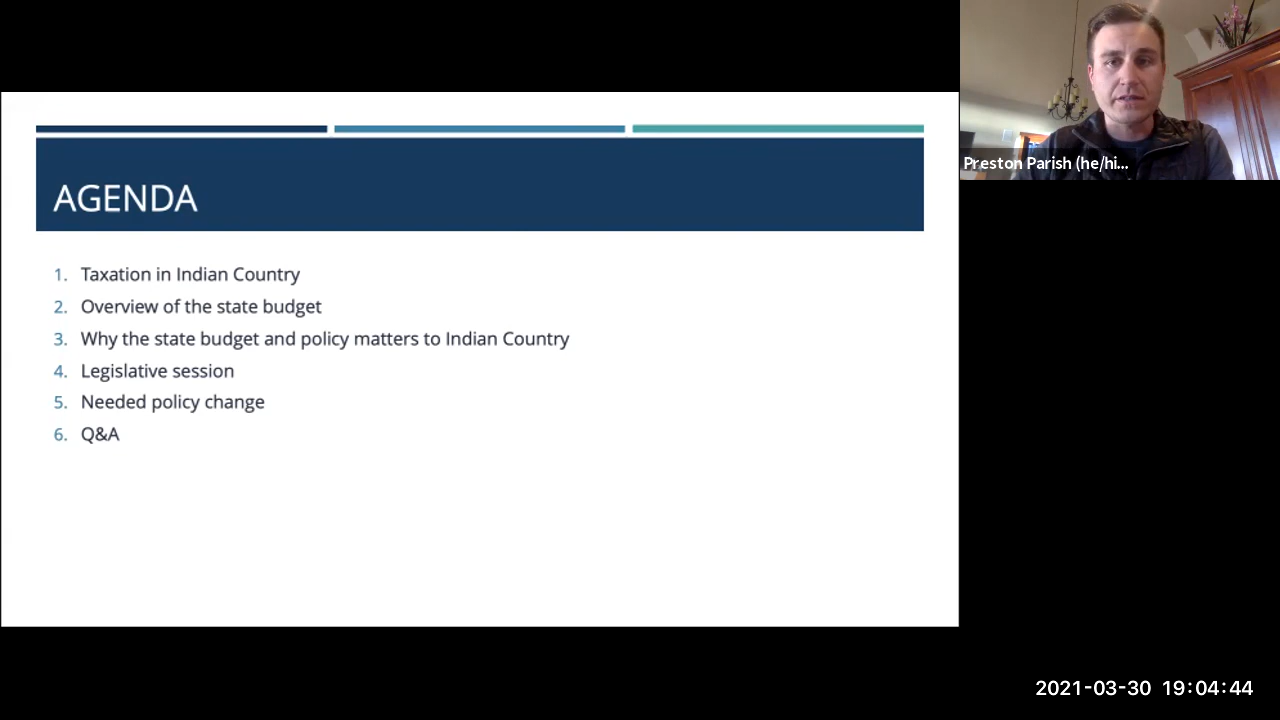 AGENDA
1. Taxation in Indian Country
2. Overview of the state budget
3. Why the state budget and policy matters to Indian Country
4. Legislative session
5. Needed policy change
6. Q&A
Preston Parish (he/hi...
2021-03-30 19:04:44